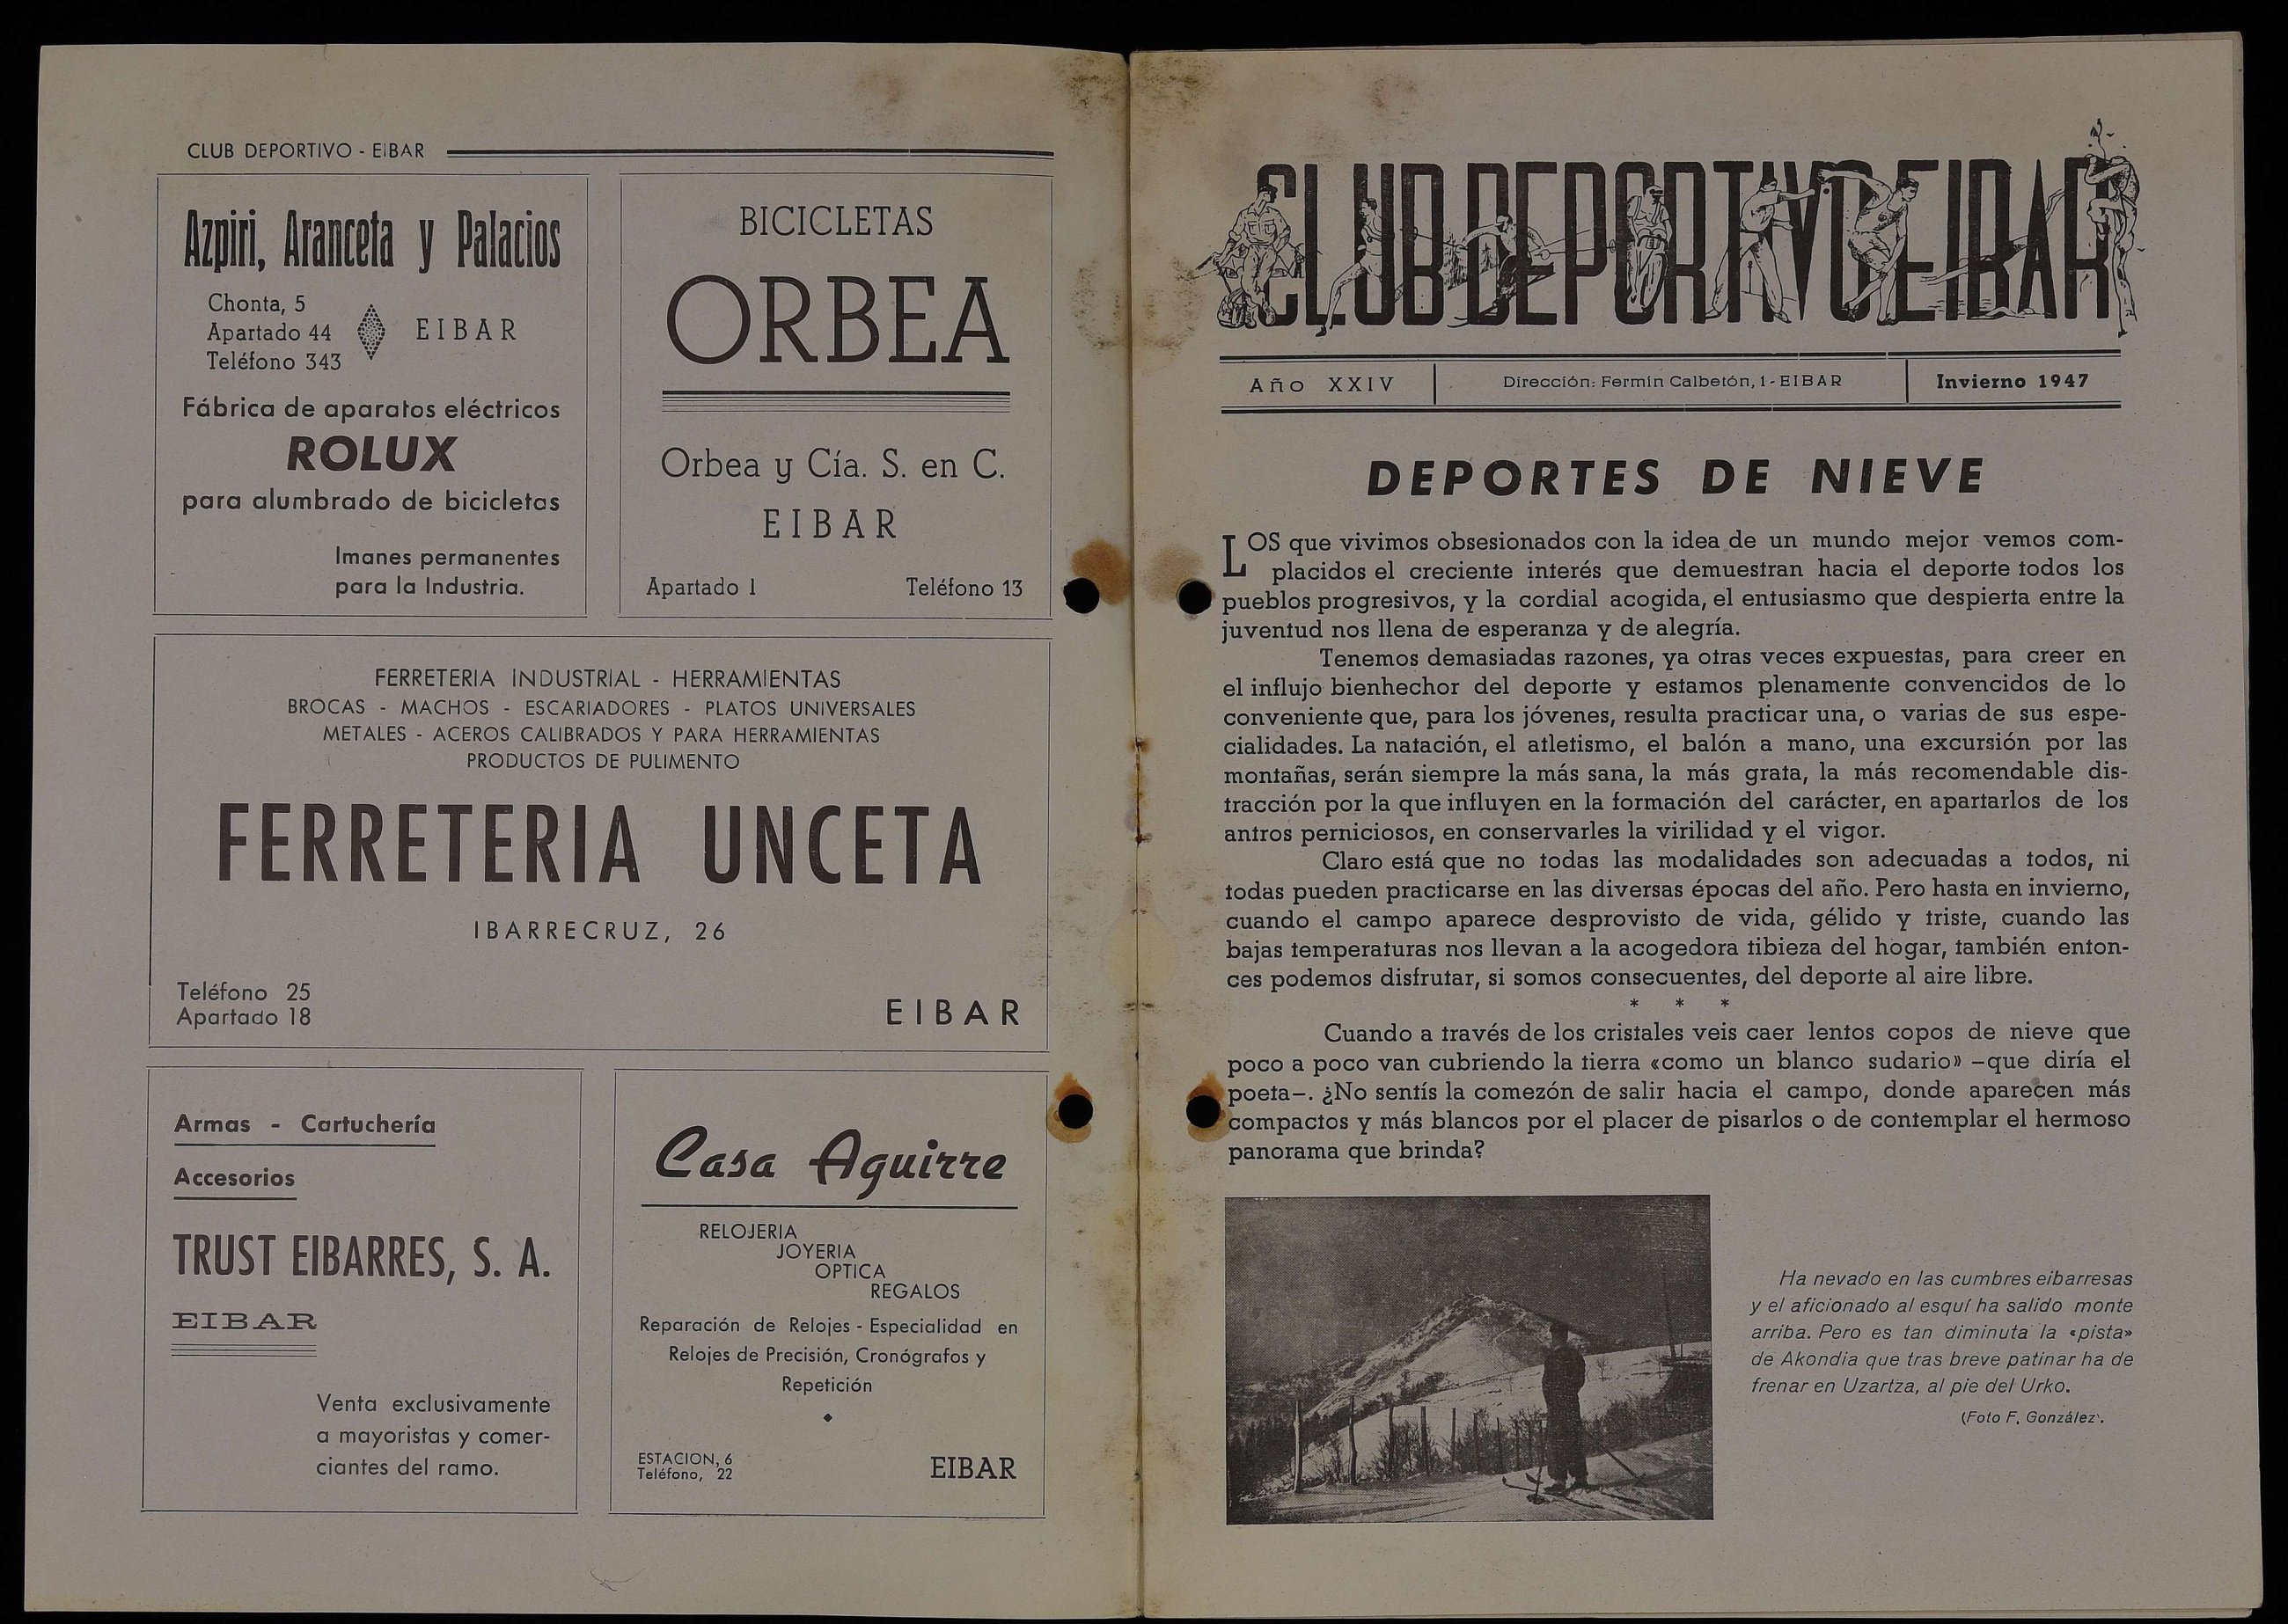 CLUB DEPORTIVO - EIBAR
Azpiri, Aranceta y Palacios
Chonta, 5
Apartado 44
Teléfono 343
EIBAR
Fábrica de aparatos eléctricos
ROLUX
para alumbrado de bicicletas
Imanes permanentes
para la Industria.
BICICLETAS
ORBEA
Orbea y Cía. S. en C.
EIBAR
Apartado 1
Teléfono 13
FERRETERIA INDUSTRIAL - HERRAMIENTAS
BROCAS - MACHOS - ESCARIADORES - PLATOS UNIVERSALES
METALES - ACEROS CALIBRADOS Y PARA HERRAMIENTAS
PRODUCTOS DE PULIMENTO
FERRETERIA UNCETA
IBARRECRUZ, 26
Teléfono 25
Apartado 18
EIBAR
Armas - Cartuchería
Accesorios
TRUST EIBARRES, S. A.
EIBAR
Venta exclusivamente
a mayoristas y comer-
ciantes del ramo.
Casa Aguirre
RELOJERIA
JOYERIA
OPTICA
REGALOS
Reparación de Relojes - Especialidad en
Relojes de Precisión, Cronógrafos y
Repetición
ESTACION, 6
Teléfono, 22
EIBAR
CLUB DEPORTIVO EIBAR
Año XXIV
Dirección: Fermín Calbetón, 1 - EIBAR
Invierno 1947
DEPORTES DE NIEVE
LOS que vivimos obsesionados con la idea de un mundo mejor vemos com-
placidos el creciente interés que demuestran hacia el deporte todos los
pueblos progresivos, y la cordial acogida, el entusiasmo que despierta entre la
juventud nos llena de esperanza y de alegría.
Tenemos demasiadas razones, ya otras veces expuestas, para creer en
el influjo bienhechor del deporte y estamos plenamente convencidos de lo
conveniente que, para los jóvenes, resulta practicar una, o varias de sus espe-
cialidades. La natación, el atletismo, el balón a mano, una excursión por las
montañas, serán siempre la más sana, la más grata, la más recomendable dis-
tracción por la que influyen en la formación del carácter, en apartarlos de los
antros perniciosos, en conservarles la virilidad y el vigor.
Claro está que no todas las modalidades son adecuadas a todos, ni
todas pueden practicarse en las diversas épocas del año. Pero hasta en invierno,
cuando el campo aparece desprovisto de vida, gélido y triste, cuando las
bajas temperaturas nos llevan a la acogedora tibieza del hogar, también enton-
ces podemos disfrutar, si somos consecuentes, del deporte al aire libre.
* * *
Cuando a través de los cristales veis caer lentos copos de nieve que
poco a poco van cubriendo la tierra «como un blanco sudario» –que diría el
poeta–. ¿No sentís la comezón de salir hacia el campo, donde aparecen más
compactos y más blancos por el placer de pisarlos o de contemplar el hermoso
panorama que brinda?
Ha nevado en las cumbres eibarresas
y el aficionado al esquí ha salido monte
arriba. Pero es tan diminuta la «pista»
de Akondia que tras breve patinar ha de
frenar en Uzartza, al pie del Urko.
(Foto F. González).